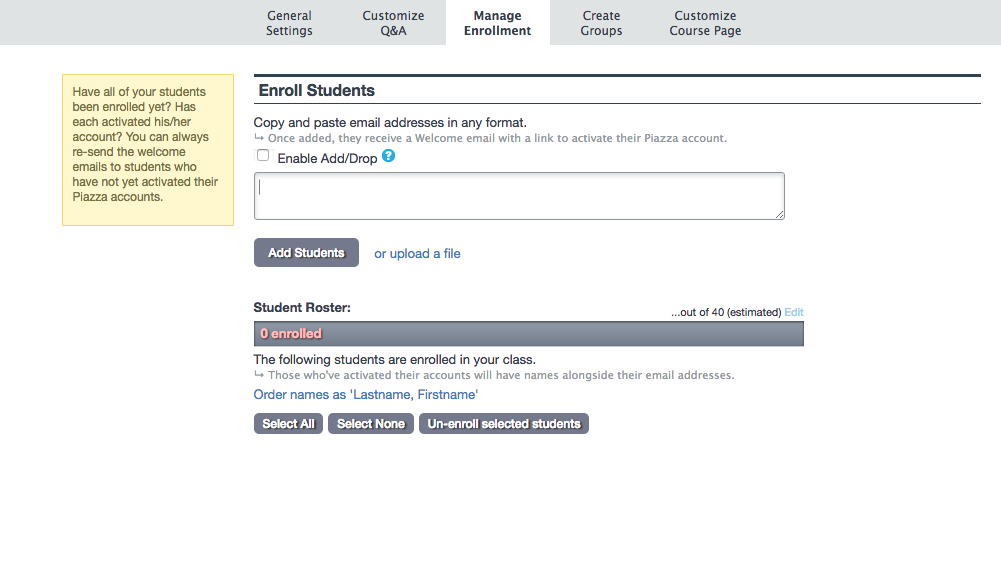 General
Settings
Customize
Q&A
Manage
Enrollment
Create
Groups
Customize
Course Page
Have all of your students
been enrolled yet? Has
each activated his/her
account? You can always
re-send the welcome
emails to students who
have not yet activated their
Piazza accounts.
Enroll Students
Copy and paste email addresses in any format.
↳ Once added, they receive a Welcome email with a link to activate their Piazza account.
Enable Add/Drop ?
Add Students or upload a file
Student Roster: ...out of 40 (estimated) Edit
0 enrolled
The following students are enrolled in your class.
↳ Those who've activated their accounts will have names alongside their email addresses.
Order names as 'Lastname, Firstname'
Select All Select None Un-enroll selected students